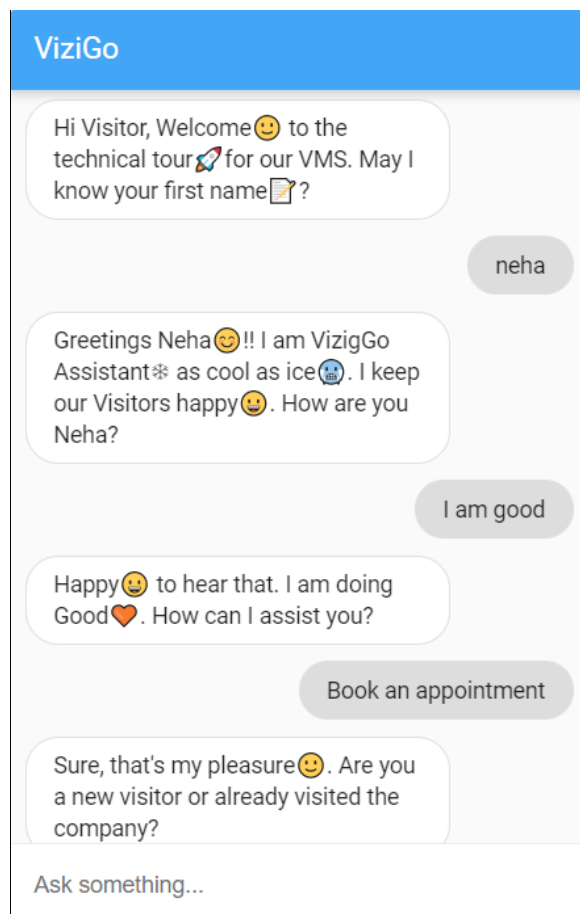 ViziGo
Hi Visitor, Welcome🙂 to the
technical tour🚀for our VMS. May I
know your first name📝?
neha
Greetings Neha😊!! I am VizigGo
Assistant❄ as cool as ice🥶. I keep
our Visitors happy😀. How are you
Neha?
I am good
Happy😀 to hear that. I am doing
Good🧡. How can I assist you?
Book an appointment
Sure, that's my pleasure🙂. Are you
a new visitor or already visited the
company?
Ask something...